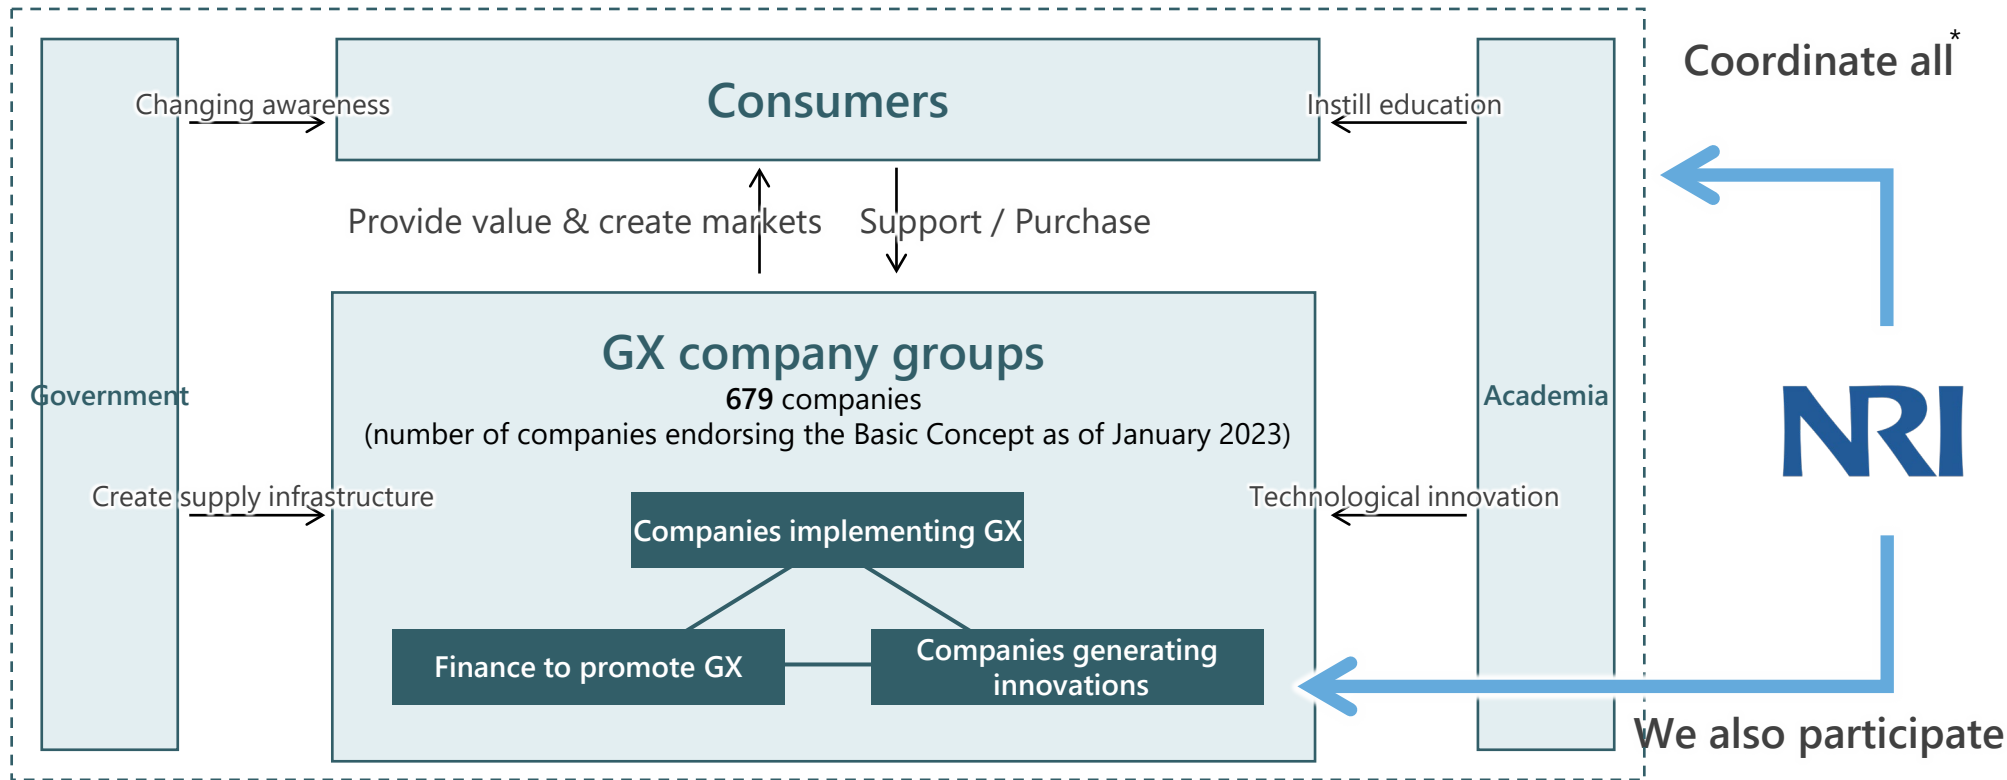 Coordinate all*
Changing awareness
Consumers
Instill education
Provide value & create markets
Support / Purchase
GX company groups
679 companies
(number of companies endorsing the Basic Concept as of January 2023)
Government
Academia
NRI
Create supply infrastructure
Technological innovation
Companies implementing GX
Finance to promote GX
Companies generating
innovations
We also participate